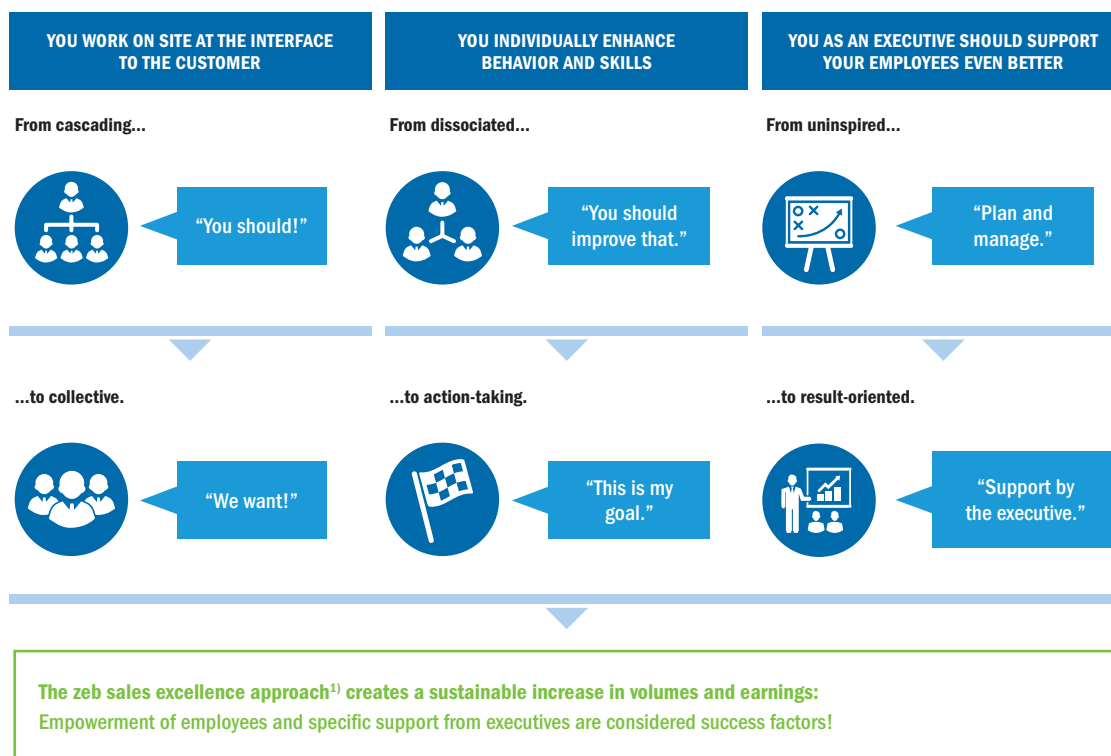 YOU WORK ON SITE AT THE INTERFACE
TO THE CUSTOMER
From cascading...
“You should!”
...to collective.
“We want!”
YOU INDIVIDUALLY ENHANCE
BEHAVIOR AND SKILLS
From dissociated...
“You should
improve that.”
...to action-taking.
“This is my
goal.”
YOU AS AN EXECUTIVE SHOULD SUPPORT
YOUR EMPLOYEES EVEN BETTER
From uninspired...
“Plan and
manage.”
...to result-oriented.
“Support by
the executive.”
The zeb sales excellence approach¹⁾ creates a sustainable increase in volumes and earnings:
Empowerment of employees and specific support from executives are considered success factors!